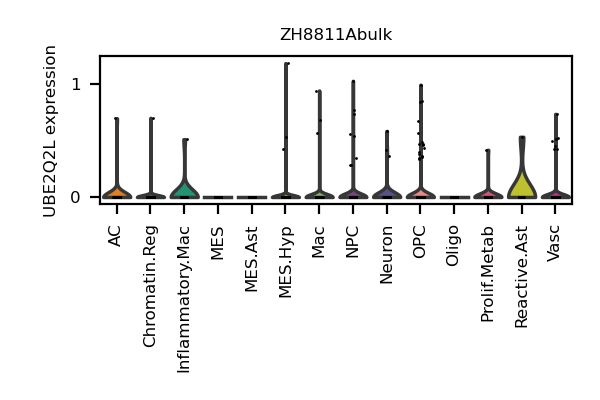 ZH8811Abulk
UBE2Q2L expression
1
0
AC
Chromatin.Reg
Inflammatory.Mac
MES
MES.Ast
MES.Hyp
Mac
NPC
Neuron
OPC
Oligo
Prolif.Metab
Reactive.Ast
Vasc